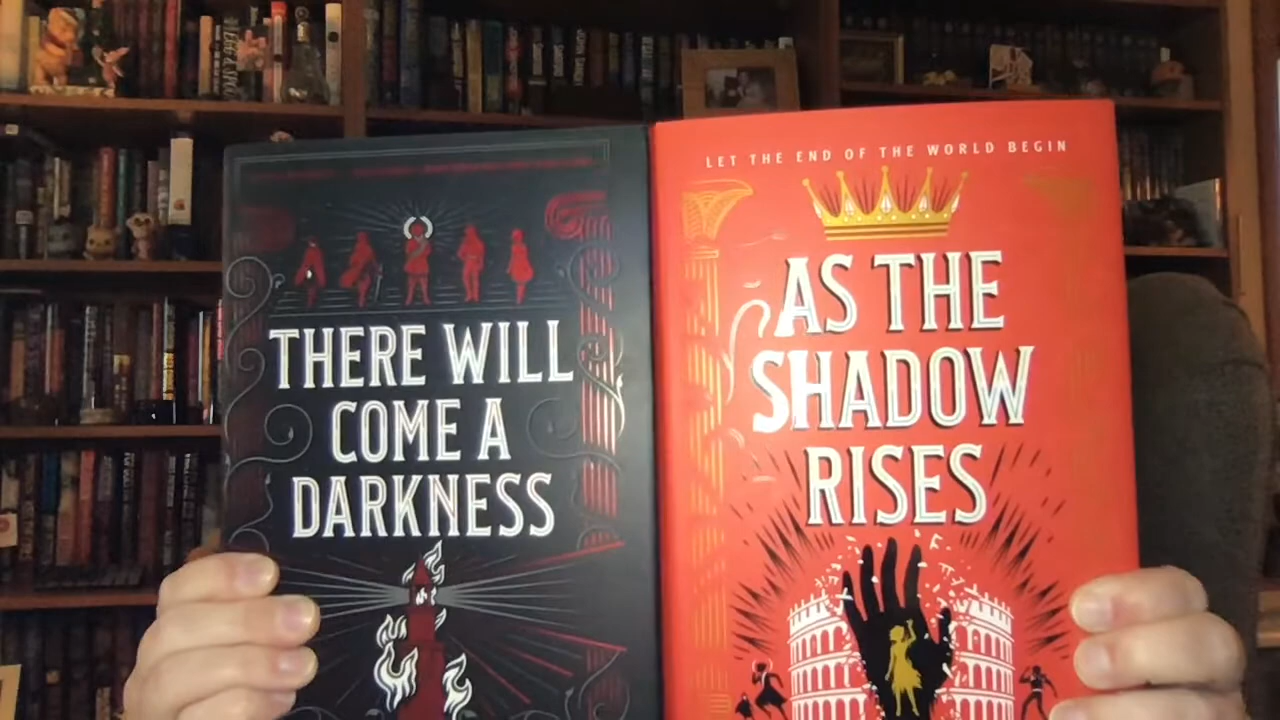 THERE WILL
COME A
DARKNESS
LET THE END OF THE WORLD BEGIN
AS THE
SHADOW
RISES